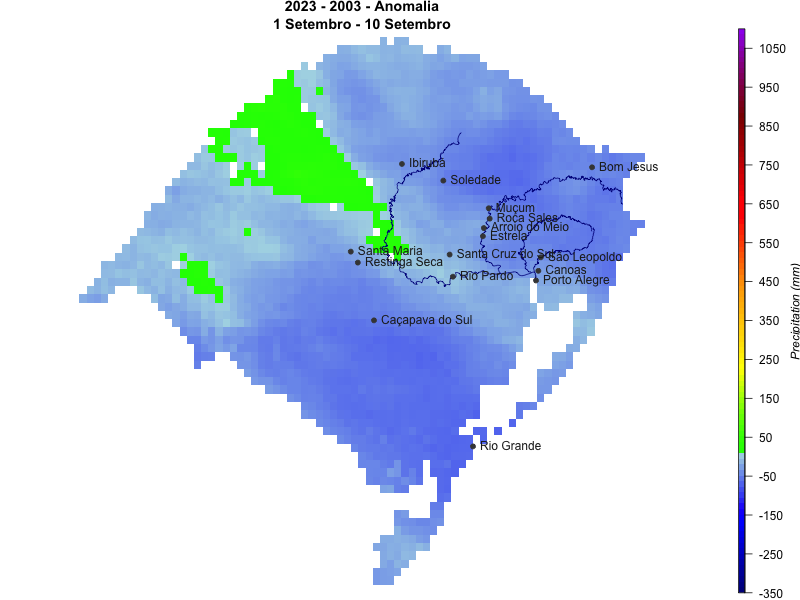 2023 - 2003 - Anomalia
1 Setembro - 10 Setembro
Ibirubá
Soledade
Bom Jesus
Muçum
Roca Sales
Arroio do Meio
Estrela
Santa Maria
Restinga Seca
Santa Cruz do Sul
São Leopoldo
Canoas
Rio Pardo
Porto Alegre
Caçapava do Sul
Rio Grande
1050
950
850
750
650
550
450
350
250
150
50
-50
-150
-250
-350
Precipitation (mm)